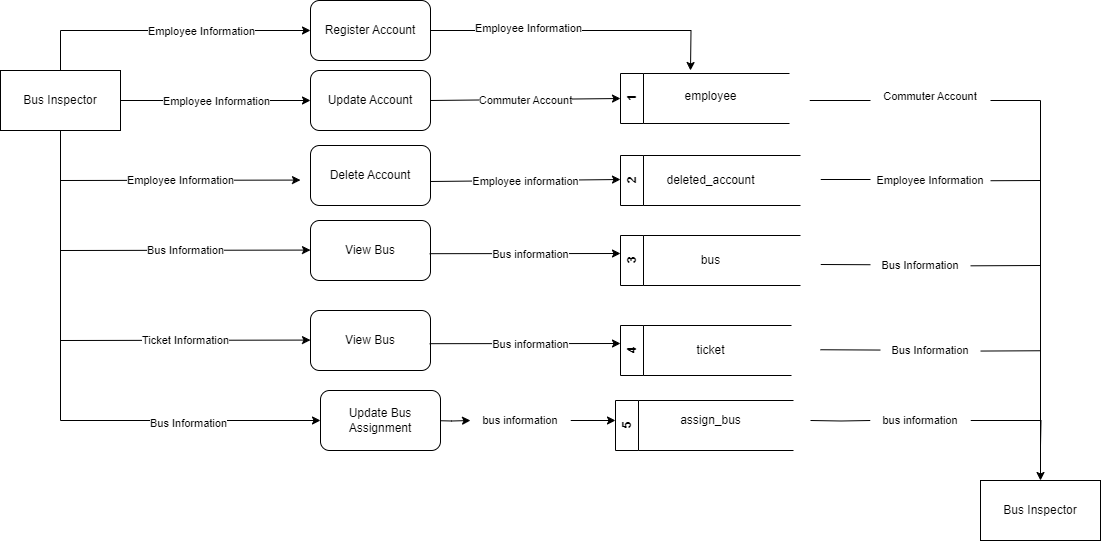 Employee Information
Register Account
Employee Information
Bus Inspector
Employee Information
Update Account
Commuter Account
1
employee
Commuter Account
Employee Information
Delete Account
Employee information
2
deleted_account
Employee Information
Bus Information
View Bus
Bus information
3
bus
Bus Information
Ticket Information
View Bus
Bus information
4
ticket
Bus Information
Bus Information
Update Bus
Assignment
bus information
5
assign_bus
bus information
Bus Inspector